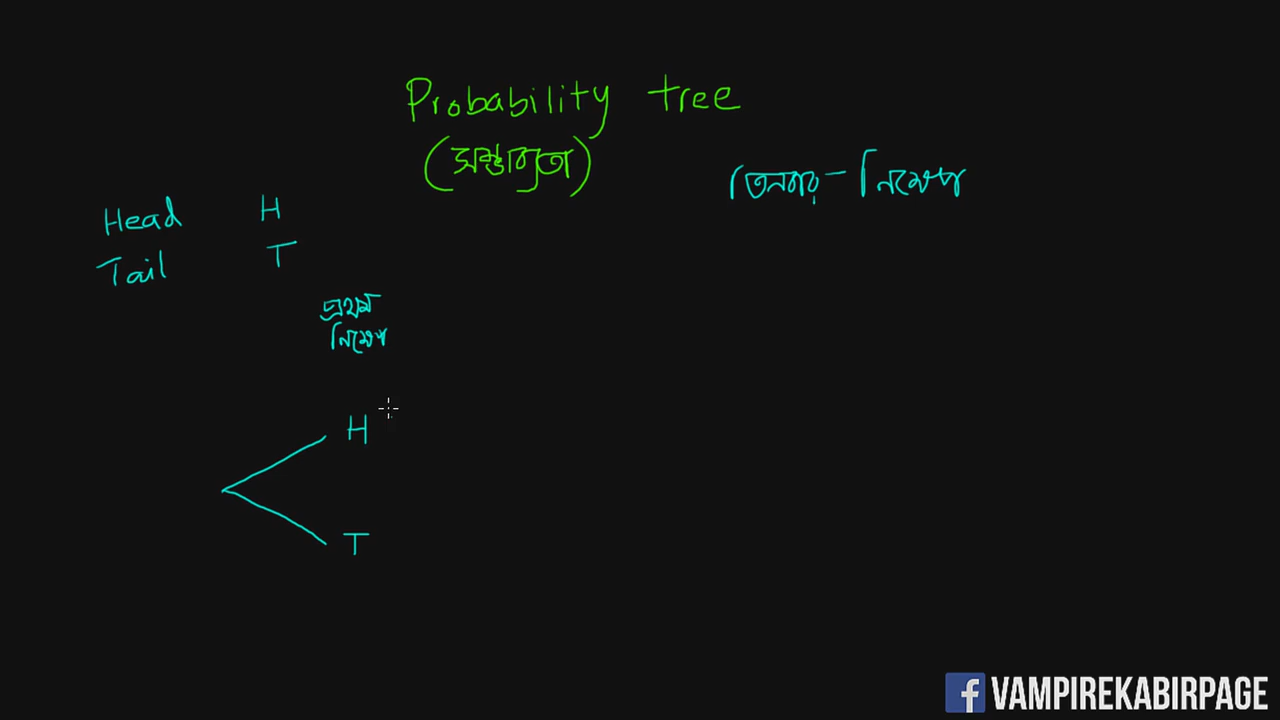 Probability tree
(সম্ভাব্যতা)
তিনবার - নিক্ষেপ
Head H
Tail T
প্রথম
নিক্ষেপ
H
T
f VAMPIREKABIRPAGE